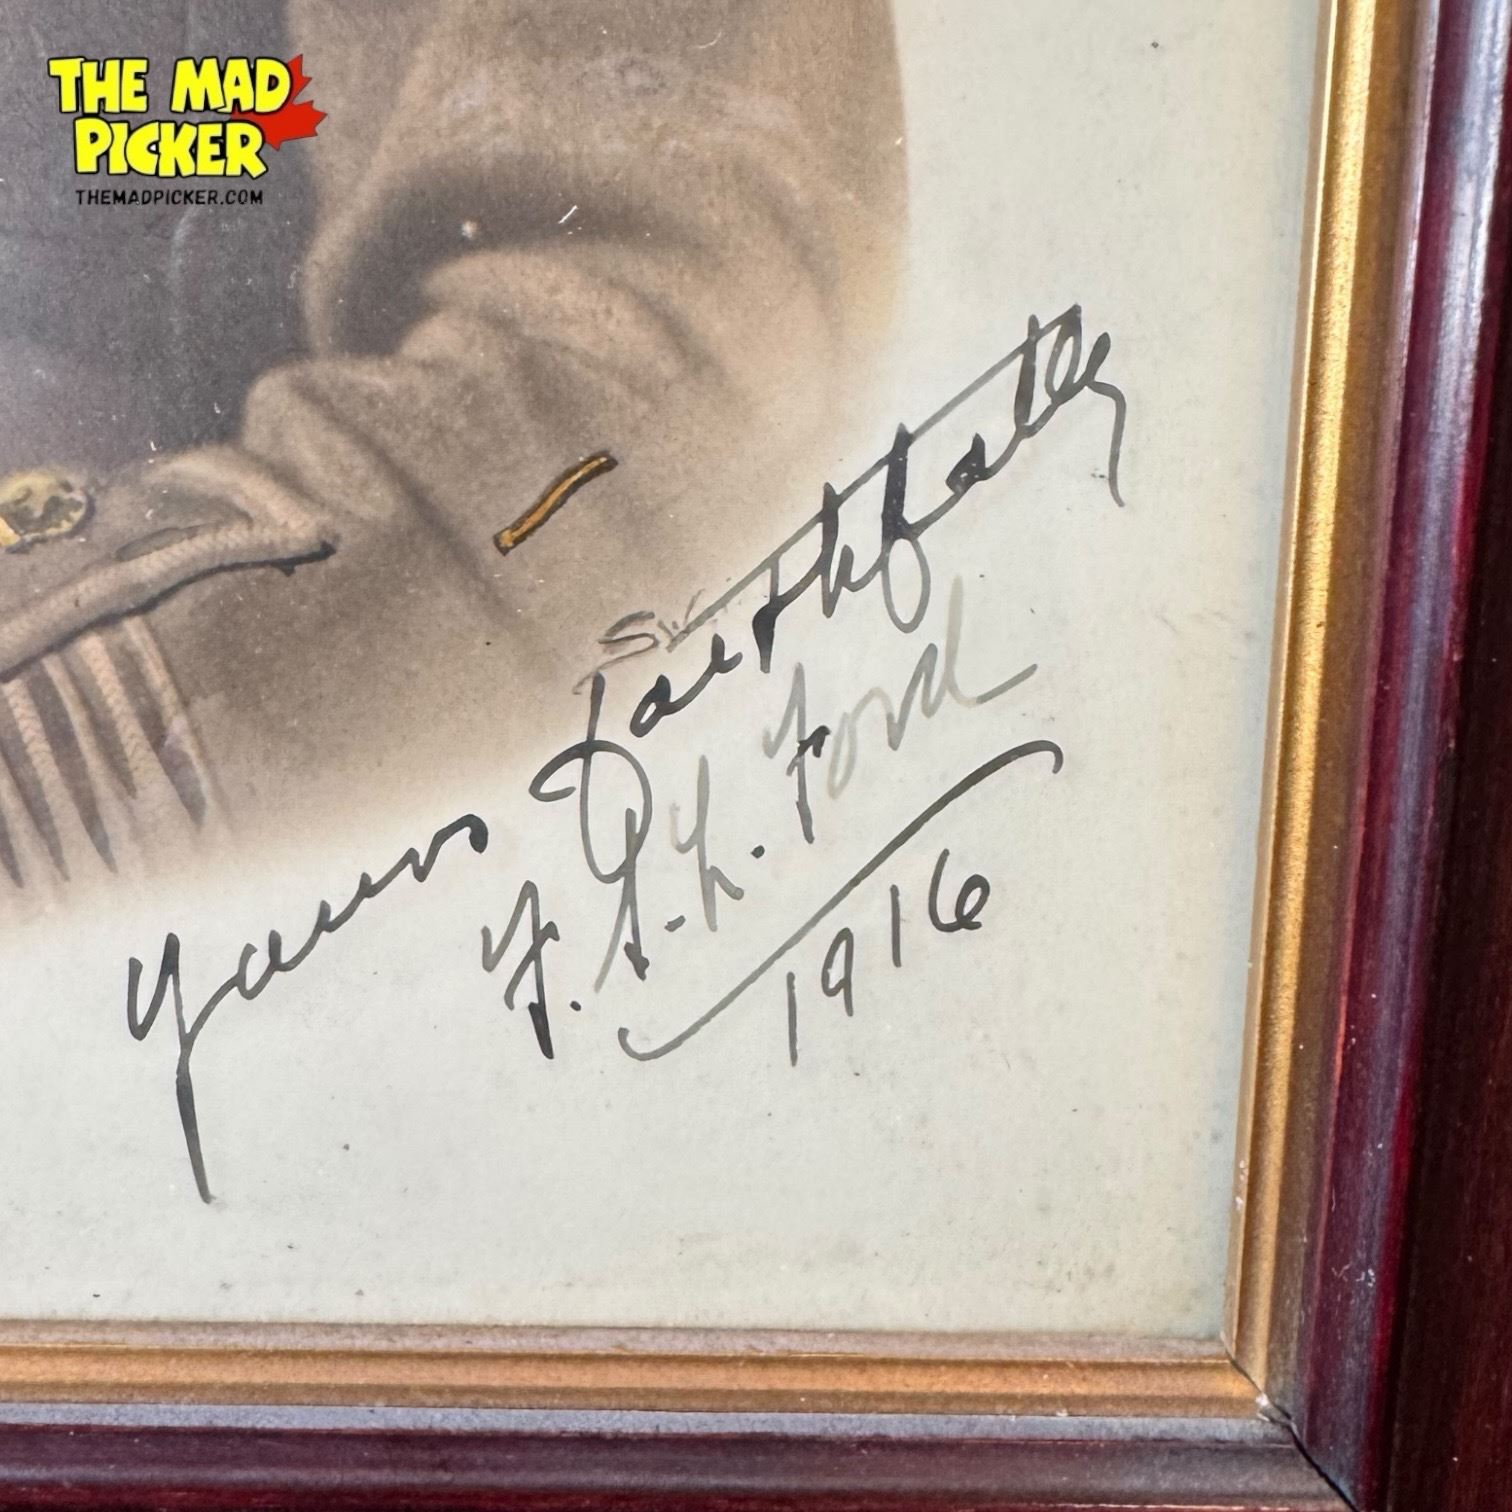 THE MAD
PICKER
THEMADPICKER.COM
Yours Faithfully
F. S. L. Ford
1916